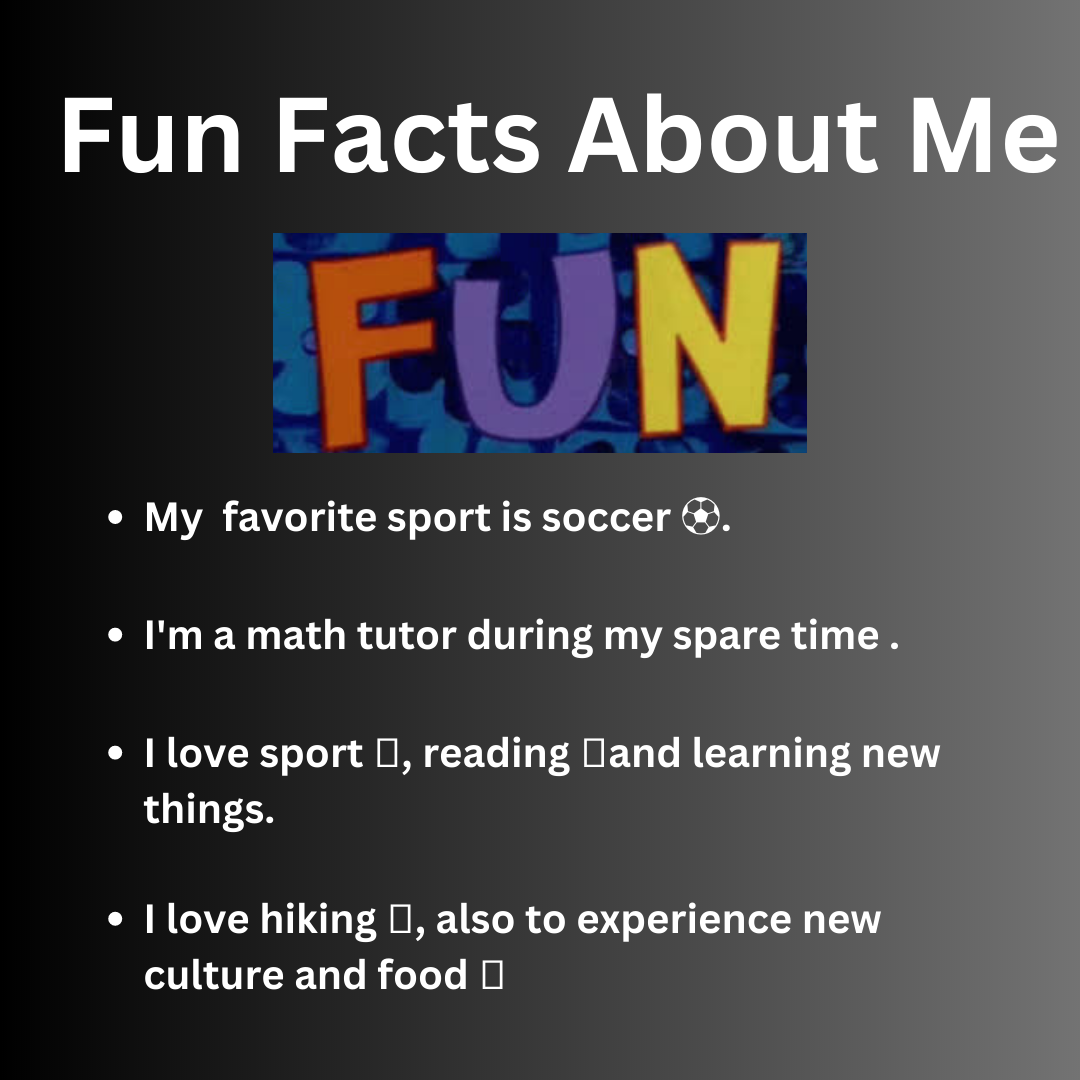 Fun Facts About Me
FUN
• My  favorite sport is soccer ⚽.
• I'm a math tutor during my spare time .
• I love sport ▯, reading ▯and learning new
things.
• I love hiking ▯, also to experience new
culture and food ▯